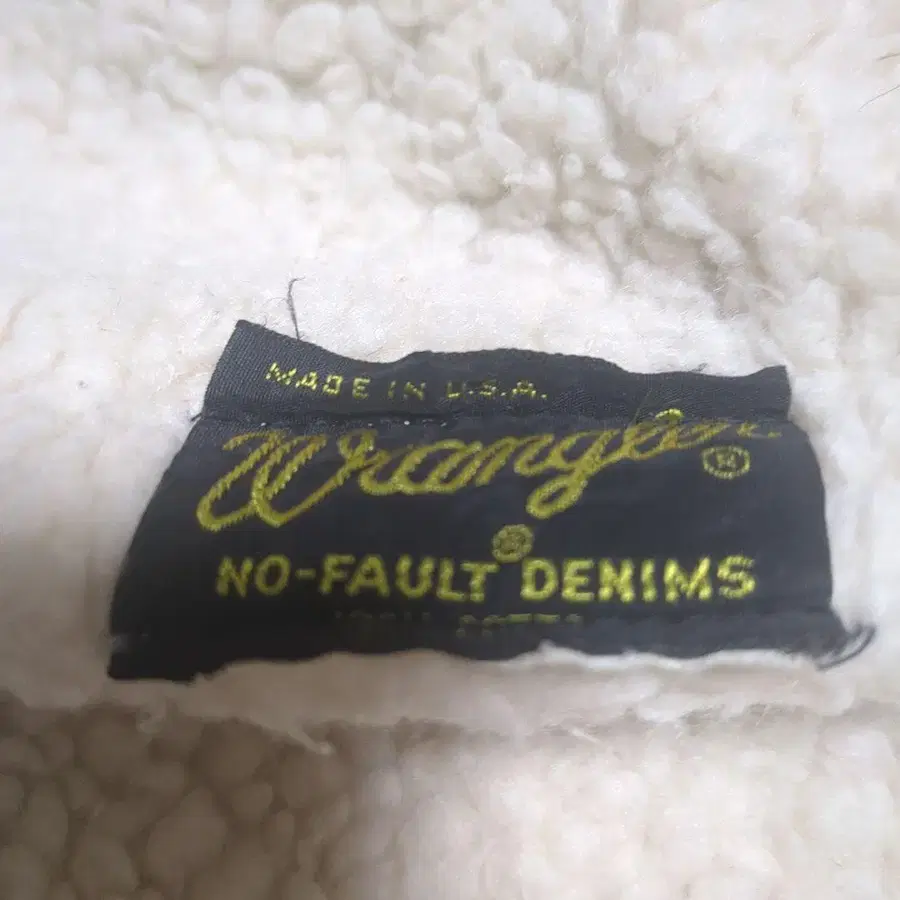 MADE IN U.S.A.
Wrangler ®
NO-FAULT ® DENIMS